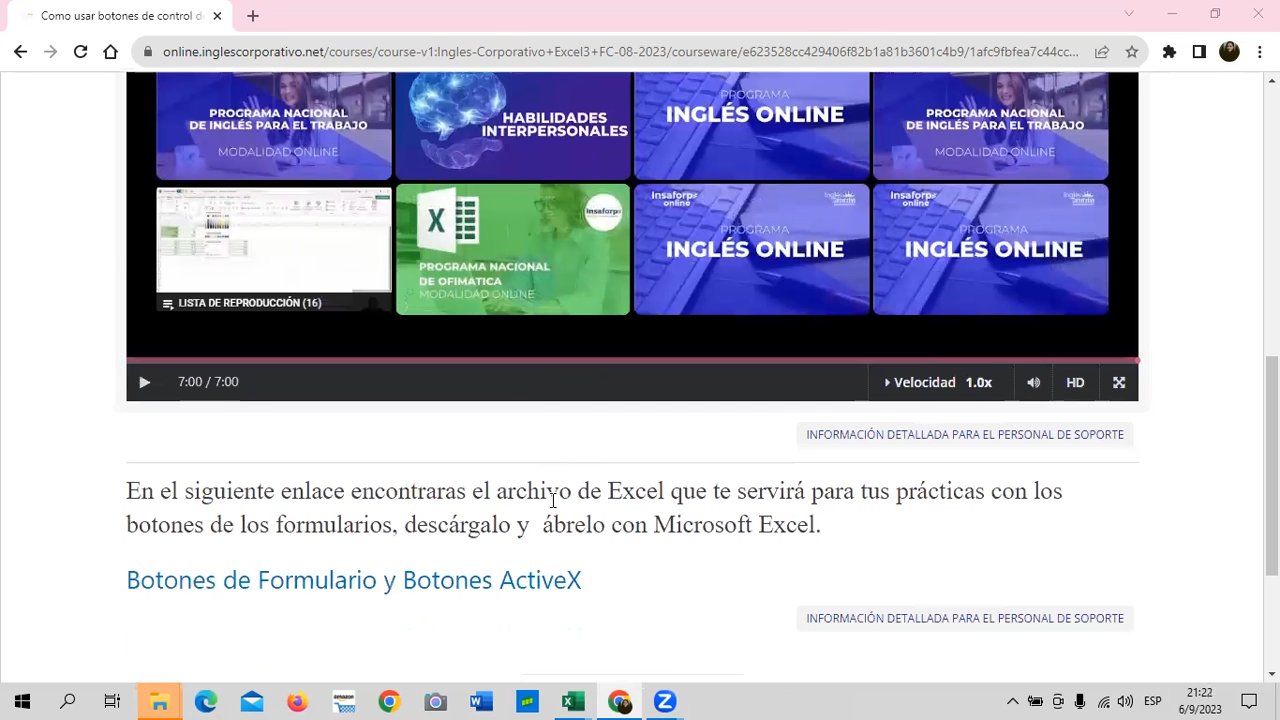 Como usar botones de control d
online.inglescorporativo.net/courses/course-v1:Ingles-Corporativo+Excel3+FC-08-2023/courseware/e623528cc429406f82b1a81b3601c4b9/1afc9fbfea7c44cc...
PROGRAMA NACIONAL
DE INGLÉS PARA EL TRABAJO
MODALIDAD ONLINE
HABILIDADES
INTERPERSONALES
PROGRAMA
INGLÉS ONLINE
PROGRAMA NACIONAL
DE INGLÉS PARA EL TRABAJO
MODALIDAD ONLINE
LISTA DE REPRODUCCIÓN (16)
X
Insaforp
PROGRAMA NACIONAL
DE OFIMÁTICA
MODALIDAD ONLINE
Insaforp
online
PROGRAMA
INGLÉS ONLINE
Insaforp
online
PROGRAMA
INGLÉS ONLINE
7:00 / 7:00
Velocidad 1.0x
HD
INFORMACIÓN DETALLADA PARA EL PERSONAL DE SOPORTE
En el siguiente enlace encontraras el archivo de Excel que te servirá para tus prácticas con los
botones de los formularios, descárgalo y ábrelo con Microsoft Excel.
Botones de Formulario y Botones ActiveX
INFORMACIÓN DETALLADA PARA EL PERSONAL DE SOPORTE
amazon
ESP
21:22
6/9/2023